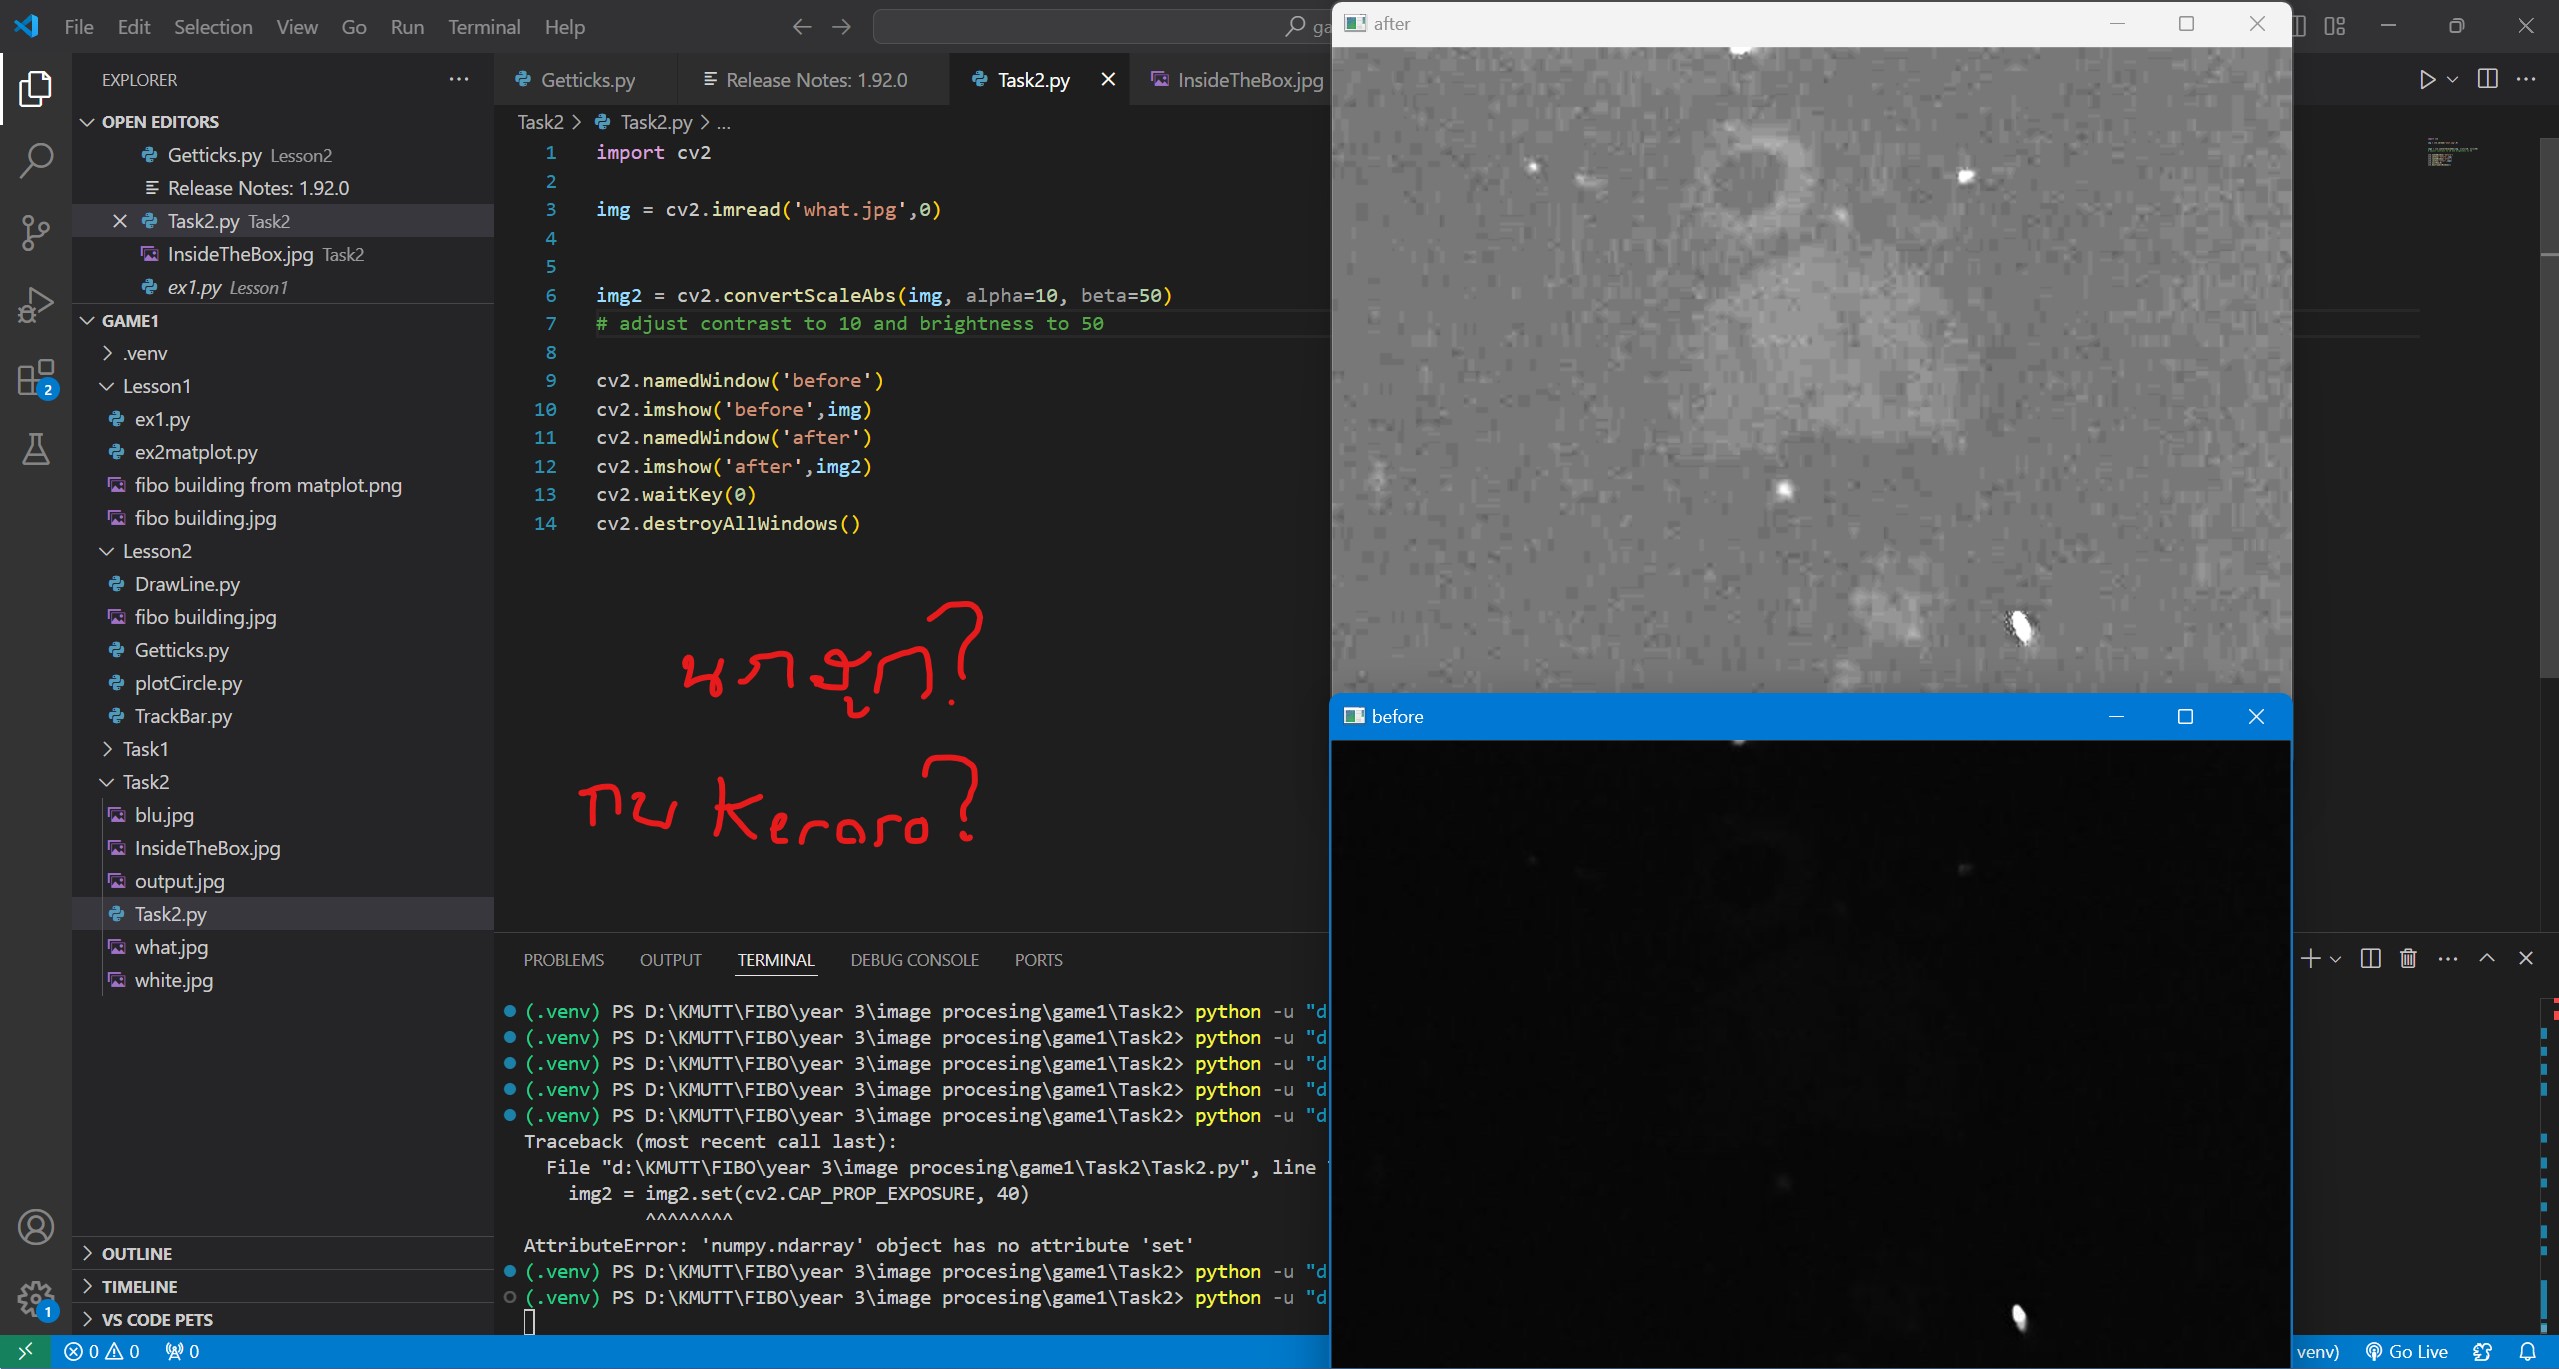 File Edit Selection View Go Run Terminal Help
after
EXPLORER
Getticks.py
Release Notes: 1.92.0
Task2.py
InsideTheBox.jpg
OPEN EDITORS
Getticks.py Lesson2
Release Notes: 1.92.0
Task2.py Task2
InsideTheBox.jpg Task2
ex1.py Lesson1
GAME1
.venv
Lesson1
ex1.py
ex2matplot.py
fibo building from matplot.png
fibo building.jpg
Lesson2
DrawLine.py
fibo building.jpg
Getticks.py
plotCircle.py
TrackBar.py
Task1
Task2
blu.jpg
InsideTheBox.jpg
output.jpg
Task2.py
what.jpg
white.jpg
OUTLINE
TIMELINE
VS CODE PETS
2
1
Task2 > Task2.py > ...
1 import cv2
2
3 img = cv2.imread('what.jpg',0)
4
5
6 img2 = cv2.convertScaleAbs(img, alpha=10, beta=50)
7 # adjust contrast to 10 and brightness to 50
8
9 cv2.namedWindow('before')
10 cv2.imshow('before',img)
11 cv2.namedWindow('after')
12 cv2.imshow('after',img2)
13 cv2.waitKey(0)
14 cv2.destroyAllWindows()
กบ Keroro?
before
PROBLEMS OUTPUT TERMINAL DEBUG CONSOLE PORTS
(.venv) PS D:\KMUTT\FIBO\year 3\image procesing\game1\Task2> python -u "d
(.venv) PS D:\KMUTT\FIBO\year 3\image procesing\game1\Task2> python -u "d
(.venv) PS D:\KMUTT\FIBO\year 3\image procesing\game1\Task2> python -u "d
(.venv) PS D:\KMUTT\FIBO\year 3\image procesing\game1\Task2> python -u "d
(.venv) PS D:\KMUTT\FIBO\year 3\image procesing\game1\Task2> python -u "d
Traceback (most recent call last):
File "d:\KMUTT\FIBO\year 3\image procesing\game1\Task2\Task2.py", line
img2 = img2.set(cv2.CAP_PROP_EXPOSURE, 40)
^^^^^^^^
AttributeError: 'numpy.ndarray' object has no attribute 'set'
(.venv) PS D:\KMUTT\FIBO\year 3\image procesing\game1\Task2> python -u "d
(.venv) PS D:\KMUTT\FIBO\year 3\image procesing\game1\Task2> python -u "d
0 0 0
venv) Go Live